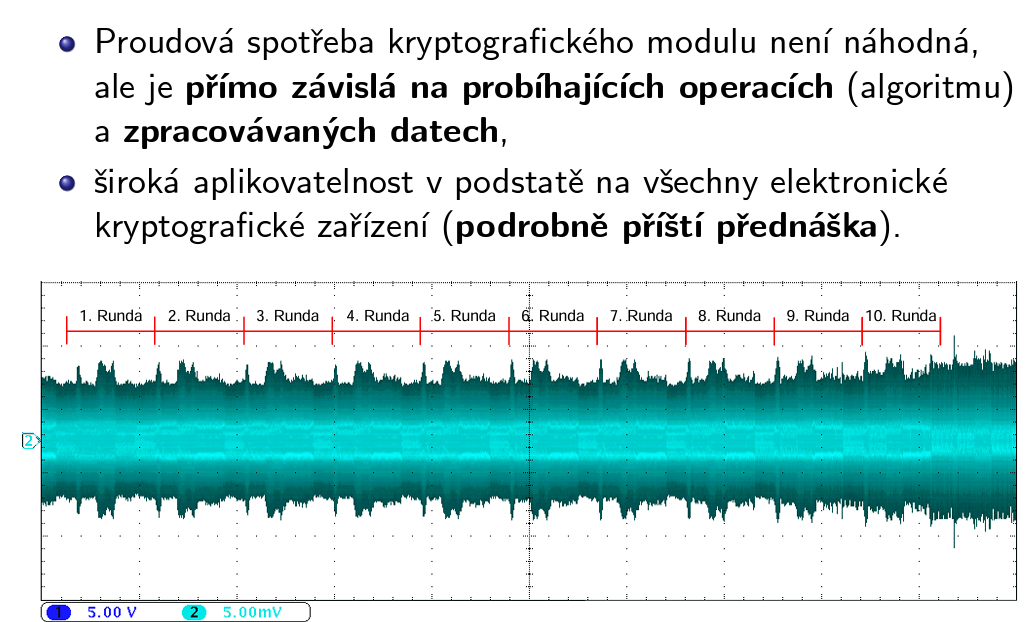 Proudová spotřeba kryptografického modulu není náhodná,
ale je přímo závislá na probíhajících operacích (algoritmu)
a zpracovávaných datech,
široká aplikovatelnost v podstatě na všechny elektronické
kryptografické zařízení (podrobně příští přednáška).
1. Runda 2. Runda 3. Runda 4. Runda 5. Runda 6. Runda 7. Runda 8. Runda 9. Runda 10. Runda
2
1 5.00 V 2 5.00mV